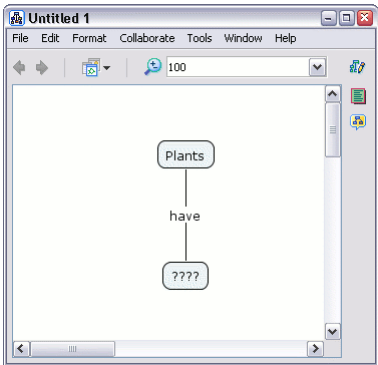 Untitled 1
File Edit Format Collaborate Tools Window Help
100
Plants
have
????